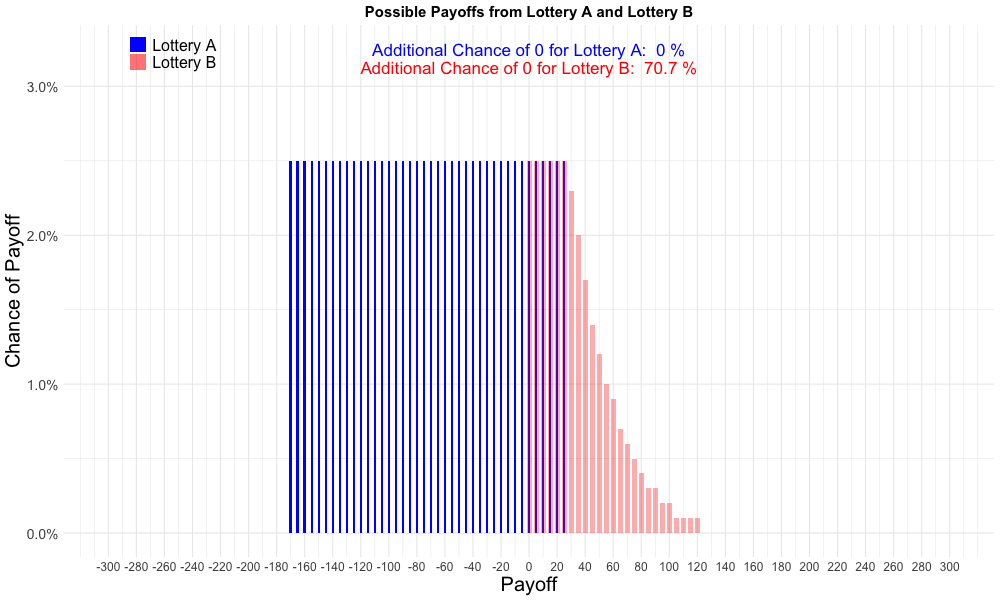 Possible Payoffs from Lottery A and Lottery B
Lottery A
Lottery B
Additional Chance of 0 for Lottery A:  0 %
Additional Chance of 0 for Lottery B:  70.7 %
Chance of Payoff
3.0%
2.0%
1.0%
0.0%
-300 -280 -260 -240 -220 -200 -180 -160 -140 -120 -100 -80 -60 -40 -20 0 20 40 60 80 100 120 140 160 180 200 220 240 260 280 300
Payoff